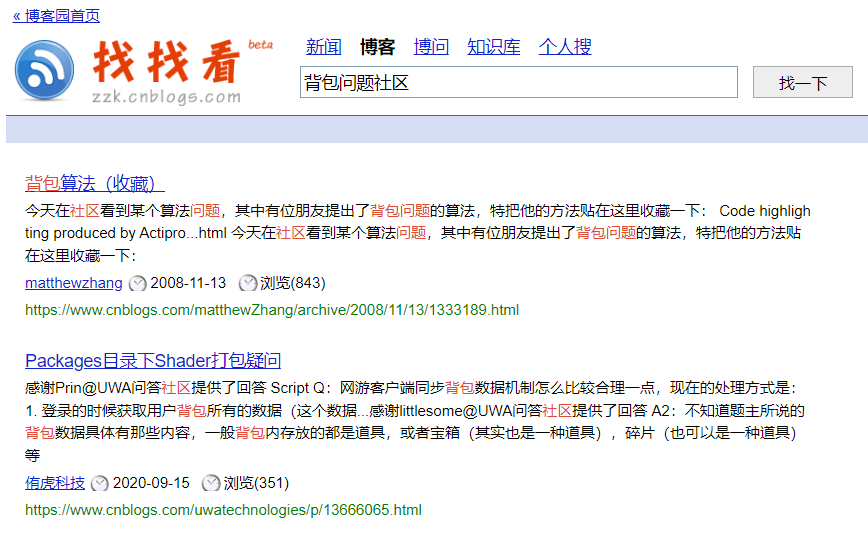 « 博客园首页
找找看 beta
zzk.cnblogs.com
新闻 博客 博问 知识库 个人搜
背包问题社区
找一下
背包算法（收藏）
今天在社区看到某个算法问题，其中有位朋友提出了背包问题的算法，特把他的方法贴在这里收藏一下： Code highligh
ting produced by Actipro...html 今天在社区看到某个算法问题，其中有位朋友提出了背包问题的算法，特把他的方法贴
在这里收藏一下：
matthewzhang 2008-11-13 浏览(843)
https://www.cnblogs.com/matthewZhang/archive/2008/11/13/1333189.html
Packages目录下Shader打包疑问
感谢Prin@UWA问答社区提供了回答 Script Q：网游客户端同步背包数据机制怎么比较合理一点，现在的处理方式是：
1. 登录的时候获取用户背包所有的数据（这个数据...感谢littlesome@UWA问答社区提供了回答 A2：不知道题主所说的
背包数据具体有那些内容，一般背包内存放的都是道具，或者宝箱（其实也是一种道具），碎片（也可以是一种道具）
等
侑虎科技 2020-09-15 浏览(351)
https://www.cnblogs.com/uwatechnologies/p/13666065.html